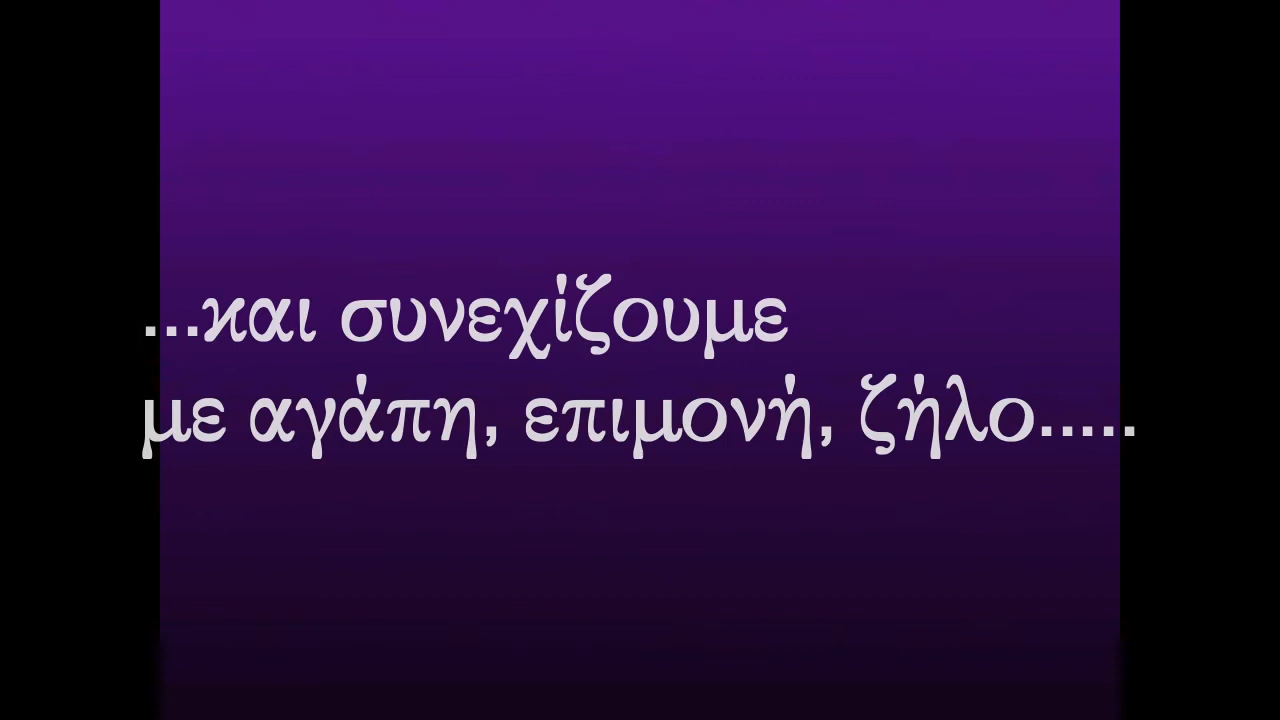 ...και συνεχίζουμε
με αγάπη, επιμονή, ζήλο.....